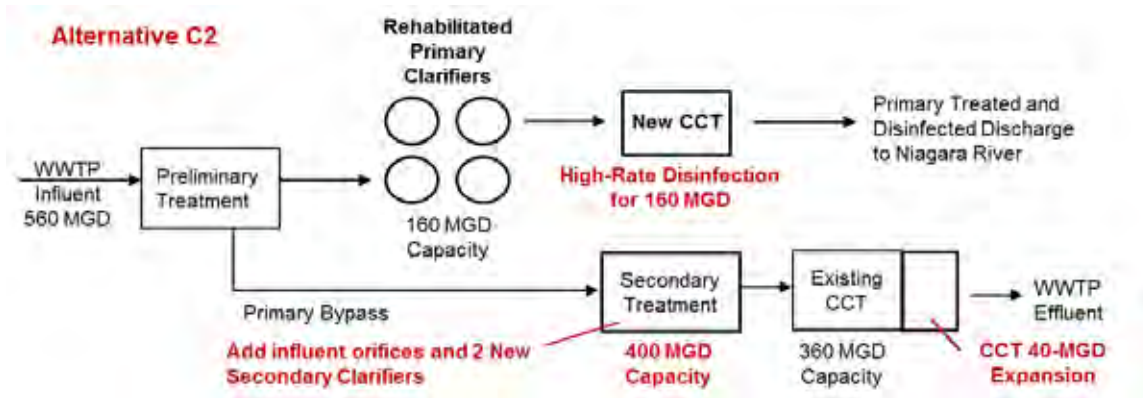 Alternative C2
Rehabilitated
Primary
Clarifiers
WWTP
Influent
560 MGD
Preliminary
Treatment
160 MGD
Capacity
New CCT
High-Rate Disinfection
for 160 MGD
Primary Treated and
Disinfected Discharge
to Niagara River
Primary Bypass
Add influent orifices and 2 New
Secondary Clarifiers
Secondary
Treatment
400 MGD
Capacity
Existing
CCT
360 MGD
Capacity
CCT 40-MGD
Expansion
WWTP
Effluent